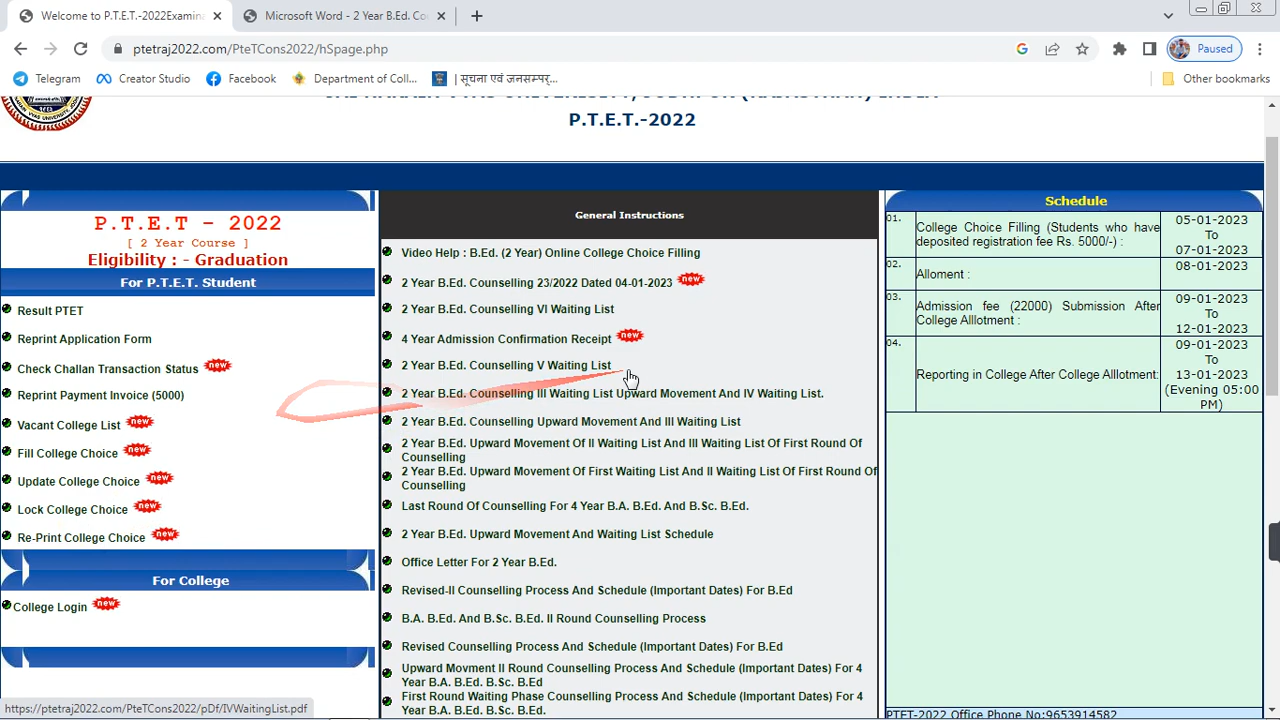 Welcome to P.T.E.T.-2022Examina
Microsoft Word - 2 Year B.Ed. Co
ptetraj2022.com/PteTCons2022/hSpage.php
Paused
Telegram
Creator Studio
Facebook
Department of Coll...
| सूचना एवं जनसम्पर्...
Other bookmarks
P.T.E.T.-2022
P.T.E.T - 2022
[ 2 Year Course ]
Eligibility : - Graduation
For P.T.E.T. Student
Result PTET
Reprint Application Form
Check Challan Transaction Status new
Reprint Payment Invoice (5000)
Vacant College List new
Fill College Choice new
Update College Choice new
Lock College Choice new
Re-Print College Choice new
For College
College Login new
General Instructions
Video Help : B.Ed. (2 Year) Online College Choice Filling
2 Year B.Ed. Counselling 23/2022 Dated 04-01-2023 new
2 Year B.Ed. Counselling VI Waiting List
4 Year Admission Confirmation Receipt new
2 Year B.Ed. Counselling V Waiting List
2 Year B.Ed. Counselling III Waiting List Upward Movement And IV Waiting List.
2 Year B.Ed. Counselling Upward Movement And III Waiting List
2 Year B.Ed. Upward Movement Of II Waiting List And III Waiting List Of First Round Of
Counselling
2 Year B.Ed. Upward Movement Of First Waiting List And II Waiting List Of First Round Of
Counselling
Last Round Of Counselling For 4 Year B.A. B.Ed. And B.Sc. B.Ed.
2 Year B.Ed. Upward Movement And Waiting List Schedule
Office Letter For 2 Year B.Ed.
Revised-II Counselling Process And Schedule (Important Dates) For B.Ed
B.A. B.Ed. And B.Sc. B.Ed. II Round Counselling Process
Revised Counselling Process And Schedule (Important Dates) For B.Ed
Upward Movment II Round Counselling Process And Schedule (Important Dates) For 4
Year B.A. B.Ed. B.Sc. B.Ed
First Round Waiting Phase Counselling Process And Schedule (Important Dates) For 4
Year B.A. B.Ed. B.Sc. B.Ed.
Schedule
01. College Choice Filling (Students who have
deposited registration fee Rs. 5000/-) :
05-01-2023
To
07-01-2023
02. Alloment :
08-01-2023
03. Admission fee (22000) Submission After
College Alllotment :
09-01-2023
To
12-01-2023
04. Reporting in College After College Alllotment:
09-01-2023
To
13-01-2023
(Evening 05:00
PM)
PTET-2022 Office Phone No:9653914582
https://ptetraj2022.com/PteTCons2022/pDf/IVWaitingList.pdf